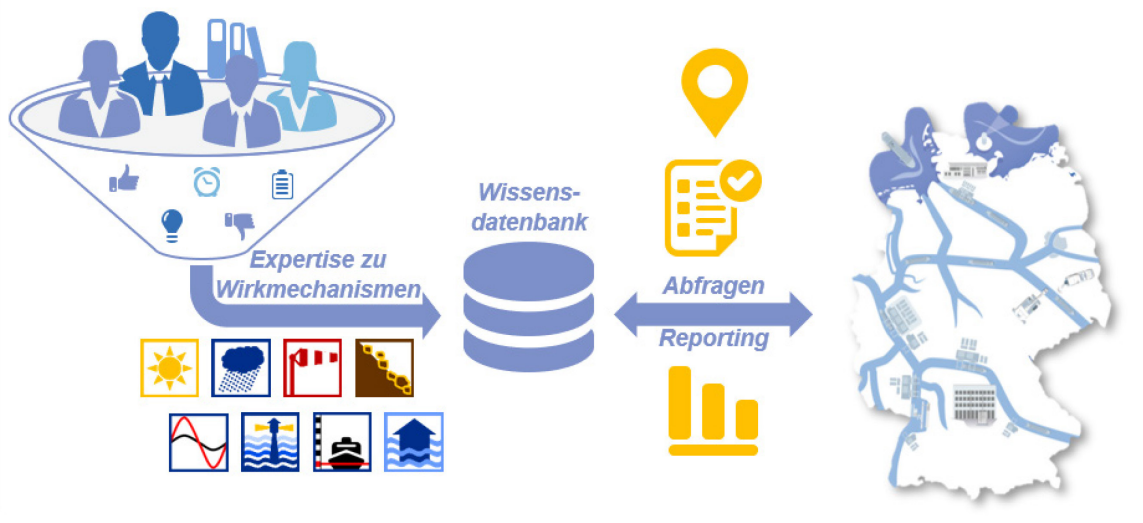 Wissens-
datenbank
Expertise zu
Wirkmechanismen
Abfragen
Reporting